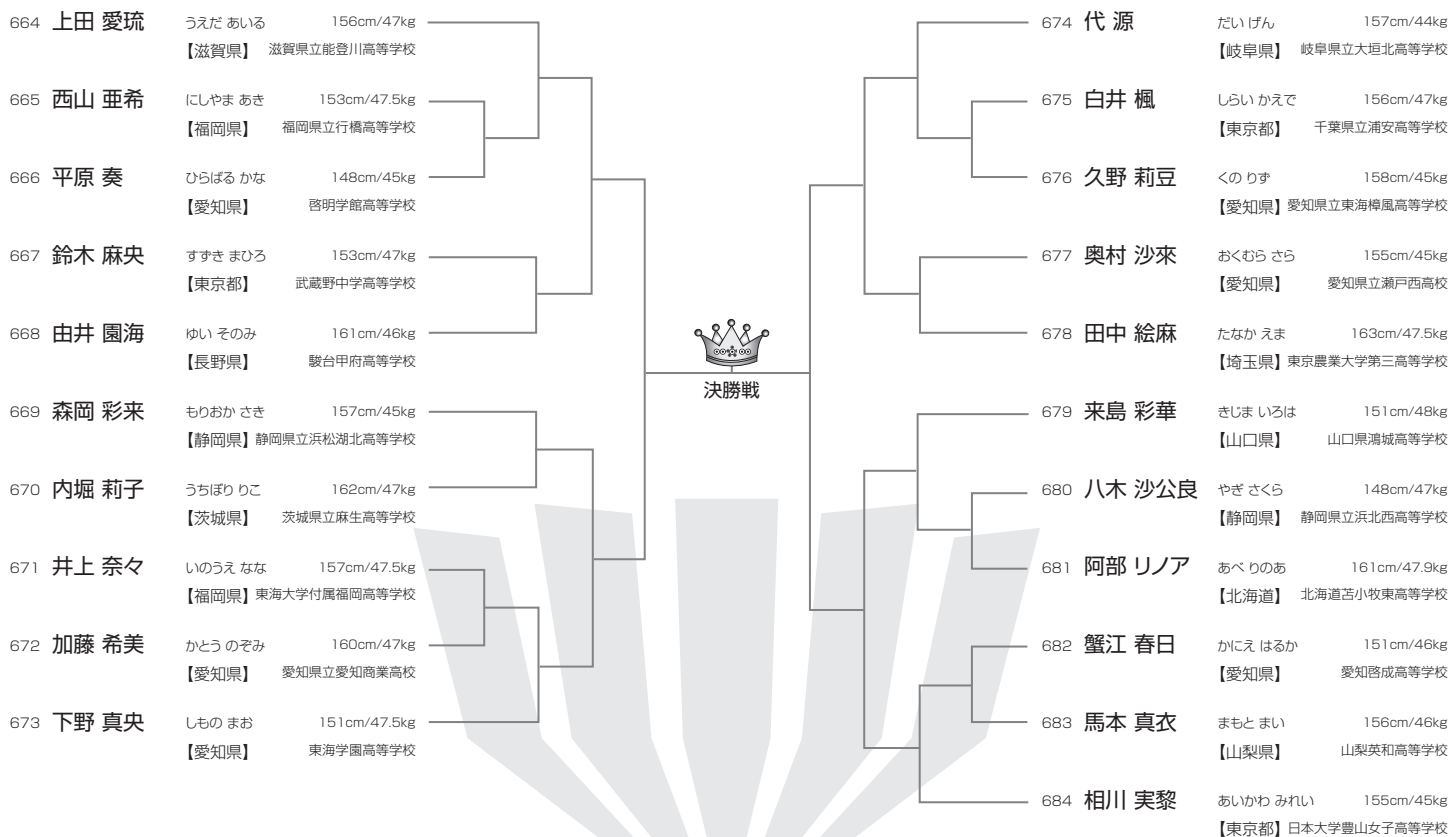 664 上田 愛琉 うえだ あいる 156cm/47kg
【滋賀県】 滋賀県立能登川高等学校
665 西山 亜希 にしやま あき 153cm/47.5kg
【福岡県】 福岡県立行橋高等学校
666 平原 奏 ひらばる かな 148cm/45kg
【愛知県】 啓明学館高等学校
667 鈴木 麻央 すずき まひろ 153cm/47kg
【東京都】 武蔵野中学高等学校
668 由井 園海 ゆい そのみ 161cm/46kg
【長野県】 駿台甲府高等学校
669 森岡 彩来 もりおか さき 157cm/45kg
【静岡県】 静岡県立浜松湖北高等学校
670 内堀 莉子 うちぼり りこ 162cm/47kg
【茨城県】 茨城県立麻生高等学校
671 井上 奈々 いのうえ なな 157cm/47.5kg
【福岡県】 東海大学付属福岡高等学校
672 加藤 希美 かとう のぞみ 160cm/47kg
【愛知県】 愛知県立愛知商業高校
673 下野 真央 しもの まお 151cm/47.5kg
【愛知県】 東海学園高等学校
決勝戦
674 代 源 だい げん 157cm/44kg
【岐阜県】 岐阜県立大垣北高等学校
675 白井 楓 しらい かえで 156cm/47kg
【東京都】 千葉県立浦安高等学校
676 久野 莉豆 くの りず 158cm/45kg
【愛知県】 愛知県立東海樟風高等学校
677 奥村 沙來 おくむら さら 155cm/45kg
【愛知県】 愛知県立瀬戸西高校
678 田中 絵麻 たなか えま 163cm/47.5kg
【埼玉県】 東京農業大学第三高等学校
679 来島 彩華 きじま いろは 151cm/48kg
【山口県】 山口県鴻城高等学校
680 八木 沙公良 やぎ さくら 148cm/47kg
【静岡県】 静岡県立浜北西高等学校
681 阿部 リノア あべ りのあ 161cm/47.9kg
【北海道】 北海道苫小牧東高等学校
682 蟹江 春日 かにえ はるか 151cm/46kg
【愛知県】 愛知啓成高等学校
683 馬本 真衣 まもと まい 156cm/46kg
【山梨県】 山梨英和高等学校
684 相川 実黎 あいかわ みれい 155cm/45kg
【東京都】 日本大学豊山女子高等学校